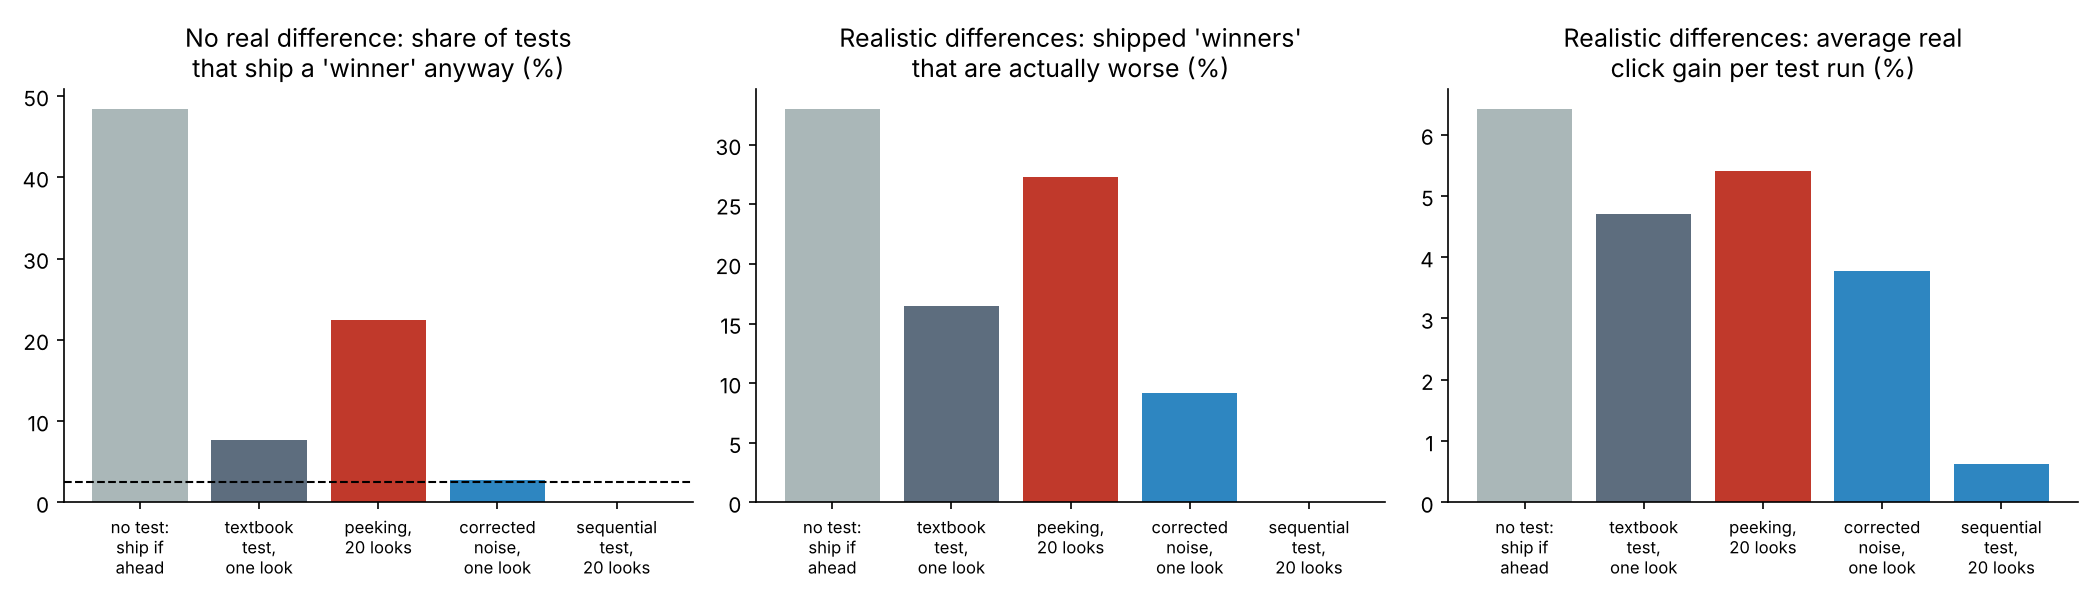 No real difference: share of tests
that ship a 'winner' anyway (%)
50
40
30
20
10
0
no test:
ship if
ahead
textbook
test,
one look
peeking,
20 looks
corrected
noise,
one look
sequential
test,
20 looks
Realistic differences: shipped 'winners'
that are actually worse (%)
30
25
20
15
10
5
0
no test:
ship if
ahead
textbook
test,
one look
peeking,
20 looks
corrected
noise,
one look
sequential
test,
20 looks
Realistic differences: average real
click gain per test run (%)
6
5
4
3
2
1
0
no test:
ship if
ahead
textbook
test,
one look
peeking,
20 looks
corrected
noise,
one look
sequential
test,
20 looks